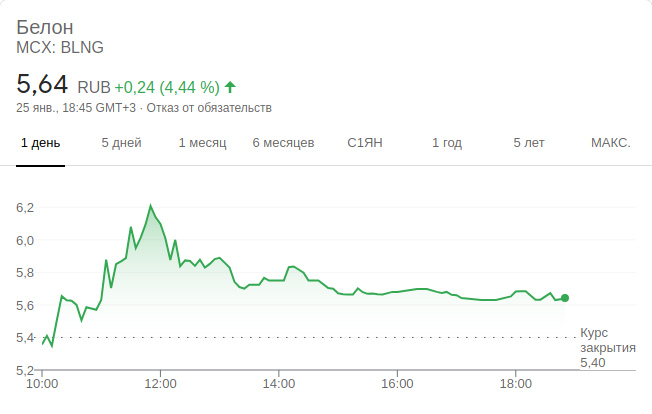 Белон
MCX: BLNG
5,64 RUB +0,24 (4,44 %)
25 янв., 18:45 GMT+3 · Отказ от обязательств
1 день 5 дней 1 месяц 6 месяцев С1ЯН 1 год 5 лет МАКС.
6,2
6,0
5,8
5,6
5,4
5,2
Курс
закрытия
5,40
10:00 12:00 14:00 16:00 18:00